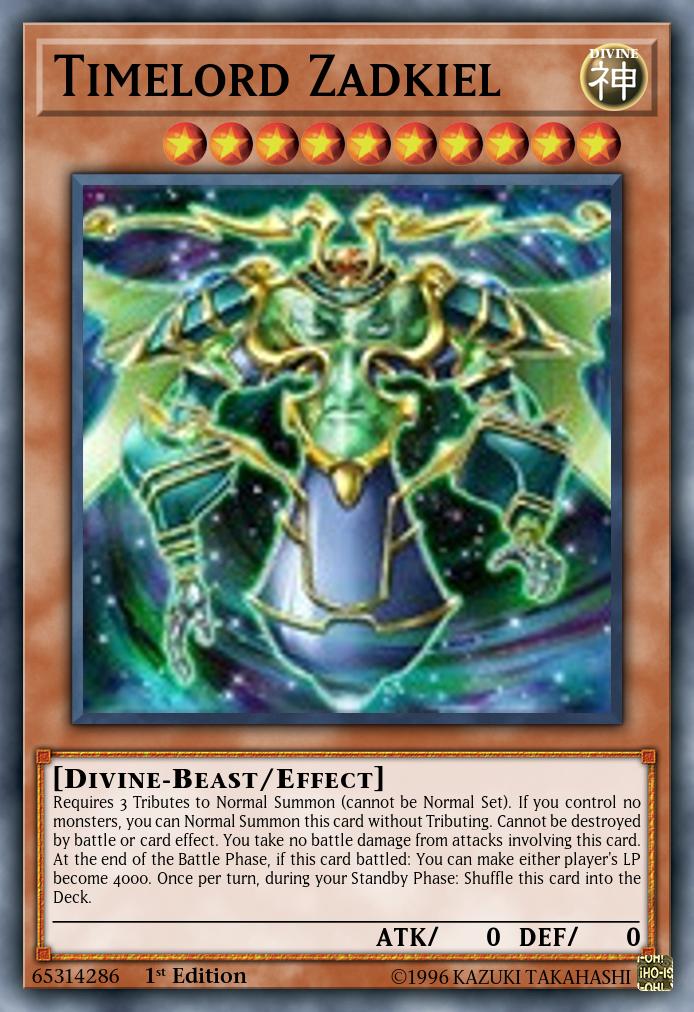 Timelord Zadkiel
DIVINE
神
[Divine-Beast/Effect]
Requires 3 Tributes to Normal Summon (cannot be Normal Set). If you control no
monsters, you can Normal Summon this card without Tributing. Cannot be destroyed
by battle or card effect. You take no battle damage from attacks involving this card.
At the end of the Battle Phase, if this card battled: You can make either player's LP
become 4000. Once per turn, during your Standby Phase: Shuffle this card into the
Deck.
ATK/ 0 DEF/ 0
65314286 1st Edition ©1996 KAZUKI TAKAHASHI